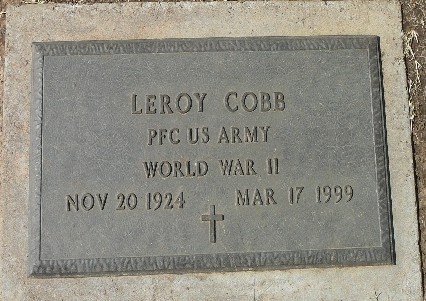 LEROY COBB
PFC US ARMY
WORLD WAR II
NOV 20 1924 MAR 17 1999